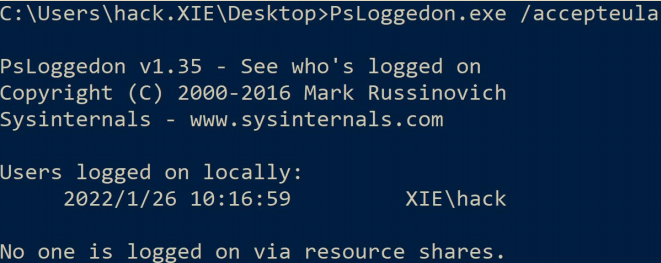 C:\Users\hack.XIE\Desktop>PsLoggedon.exe /accepteula
PsLoggedon v1.35 - See who's logged on
Copyright (C) 2000-2016 Mark Russinovich
Sysinternals - www.sysinternals.com
Users logged on locally:
2022/1/26 10:16:59 XIE\hack
No one is logged on via resource shares.